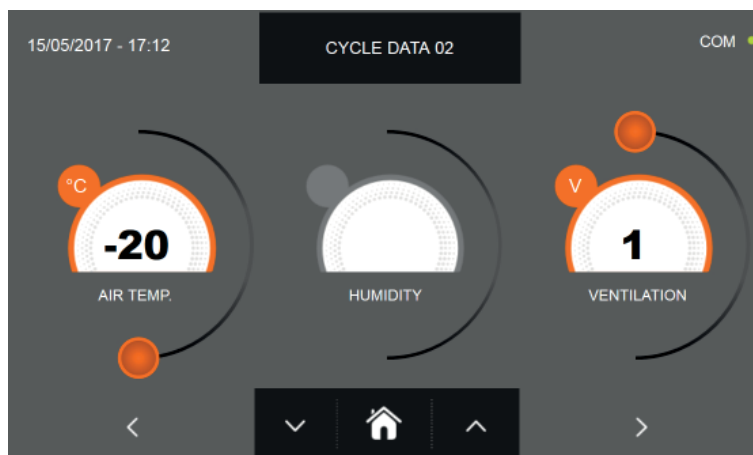 15/05/2017 - 17:12
CYCLE DATA 02
COM
°C
V
-20
1
AIR TEMP.
HUMIDITY
VENTILATION